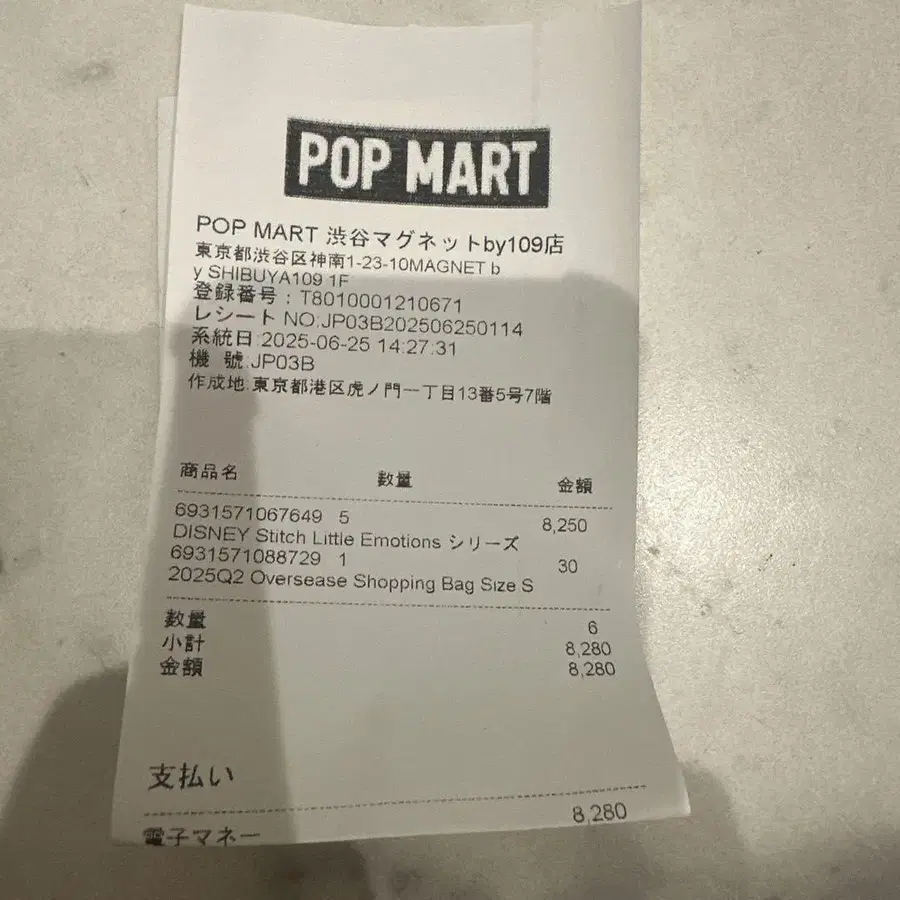 POP MART
POP MART 渋谷マグネットby109店
東京都渋谷区神南1-23-10MAGNET b
y SHIBUYA109 1F
登録番号：T8010001210671
レシート NO:JP03B202506250114
系統日:2025-06-25 14:27:31
機 號:JP03B
作成地:東京都港区虎ノ門一丁目13番5号7階
商品名 数量 金額
6931571067649 5 8,250
DISNEY Stitch Little Emotions シリーズ
6931571088729 1 30
2025Q2 Oversease Shopping Bag Size S
数量 6
小計 8,280
金額 8,280
支払い
電子マネー 8,280